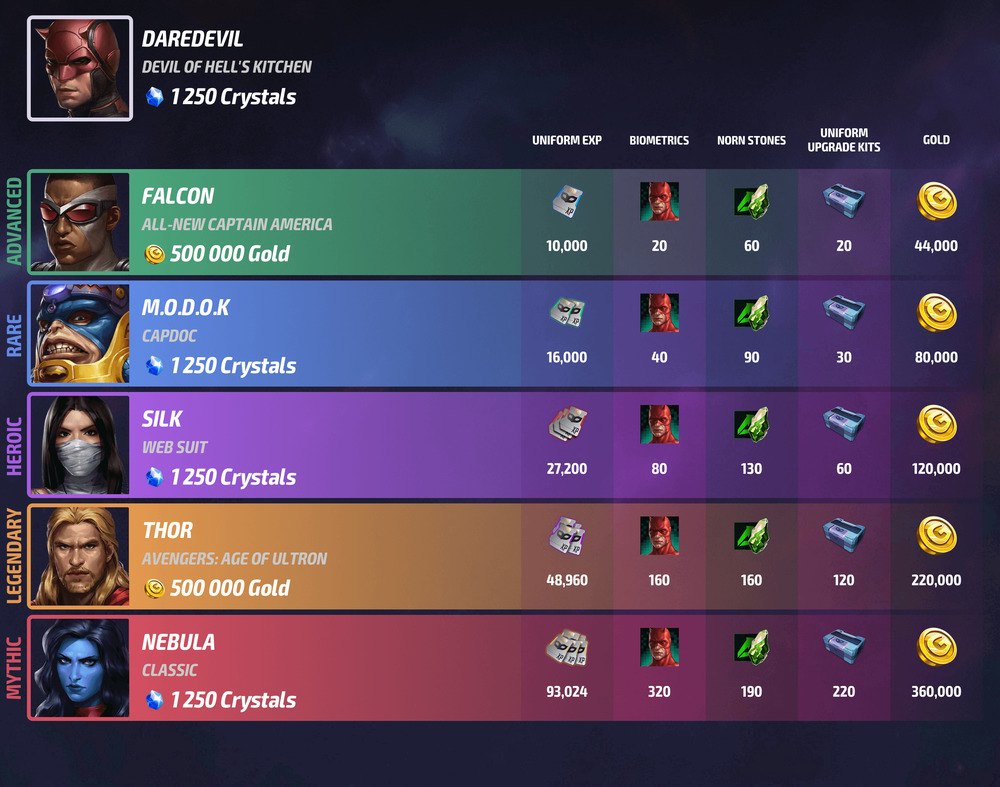 DAREDEVIL
DEVIL OF HELL'S KITCHEN
1 250 Crystals
UNIFORM EXP
BIOMETRICS
NORN STONES
UNIFORM
UPGRADE KITS
GOLD
ADVANCED
FALCON
ALL-NEW CAPTAIN AMERICA
500 000 Gold
10,000
20
60
20
44,000
RARE
M.O.D.O.K
CAPDOC
1 250 Crystals
16,000
40
90
30
80,000
HEROIC
SILK
WEB SUIT
1 250 Crystals
27,200
80
130
60
120,000
LEGENDARY
THOR
AVENGERS: AGE OF ULTRON
500 000 Gold
48,960
160
160
120
220,000
MYTHIC
NEBULA
CLASSIC
1 250 Crystals
93,024
320
190
220
360,000